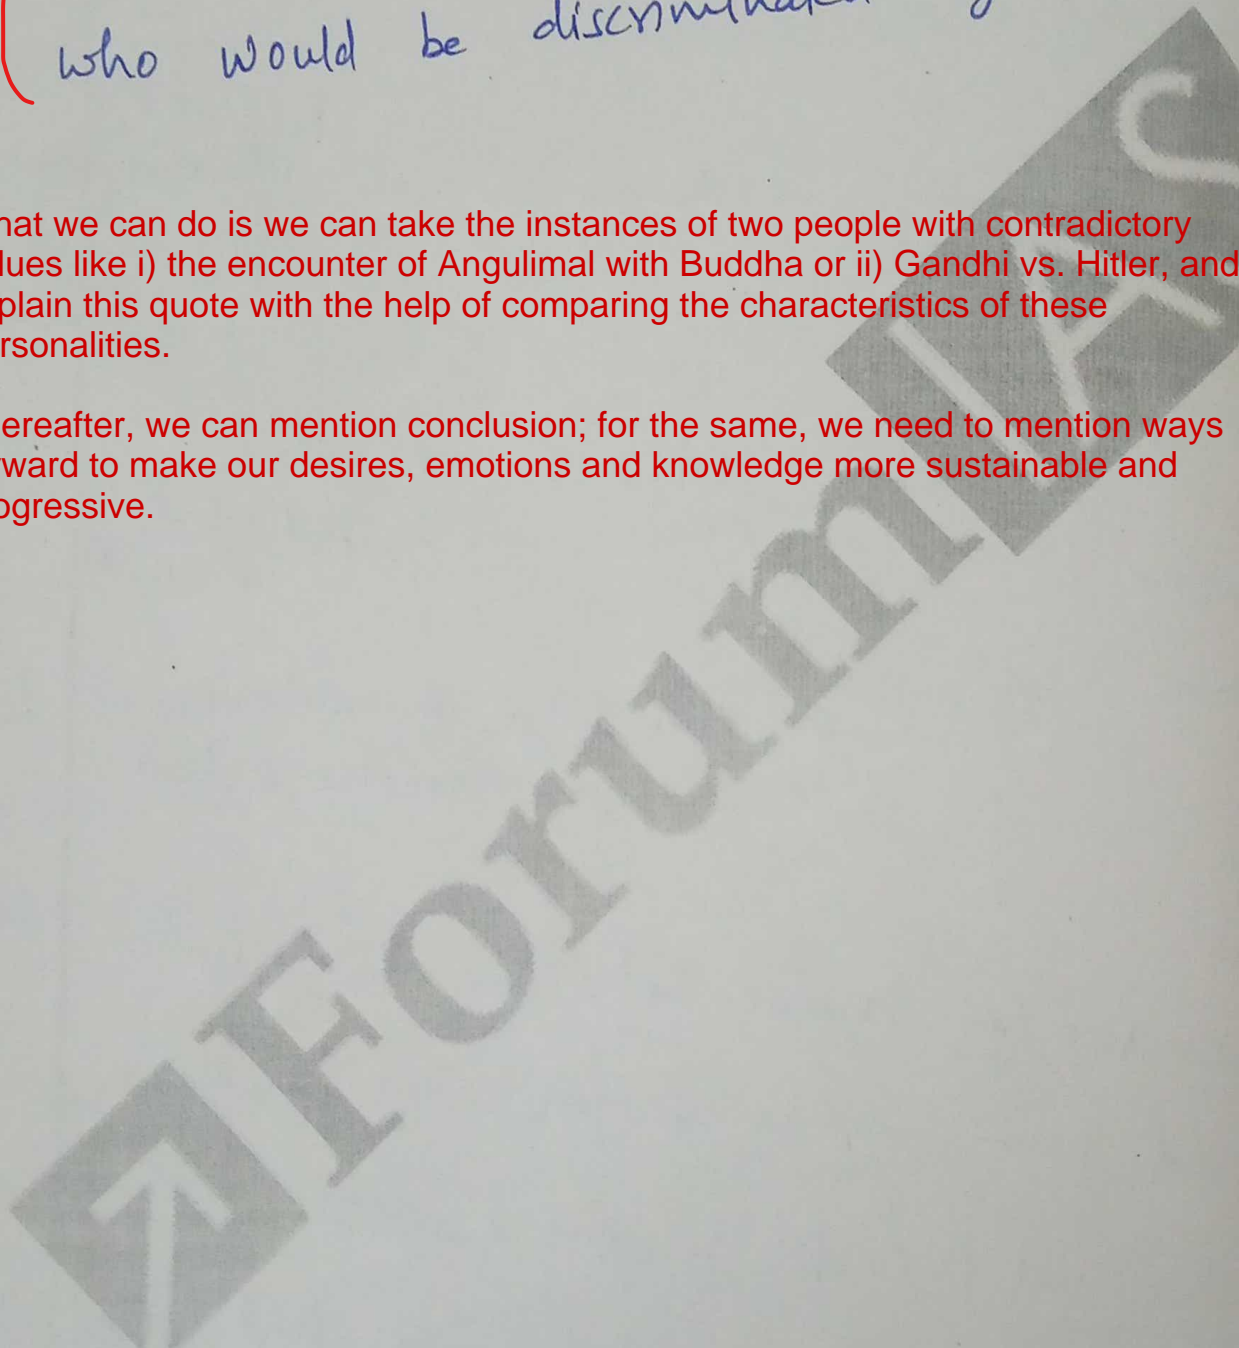 who would be
hat we can do is we can take the instances of two people with contradictory
lues like i) the encounter of Angulimal with Buddha or ii) Gandhi vs. Hitler, and
plain this quote with the help of comparing the characteristics of these
rsonalities.
ereafter, we can mention conclusion; for the same, we need to mention ways
ward to make our desires, emotions and knowledge more sustainable and
ogressive.
Forum IAS